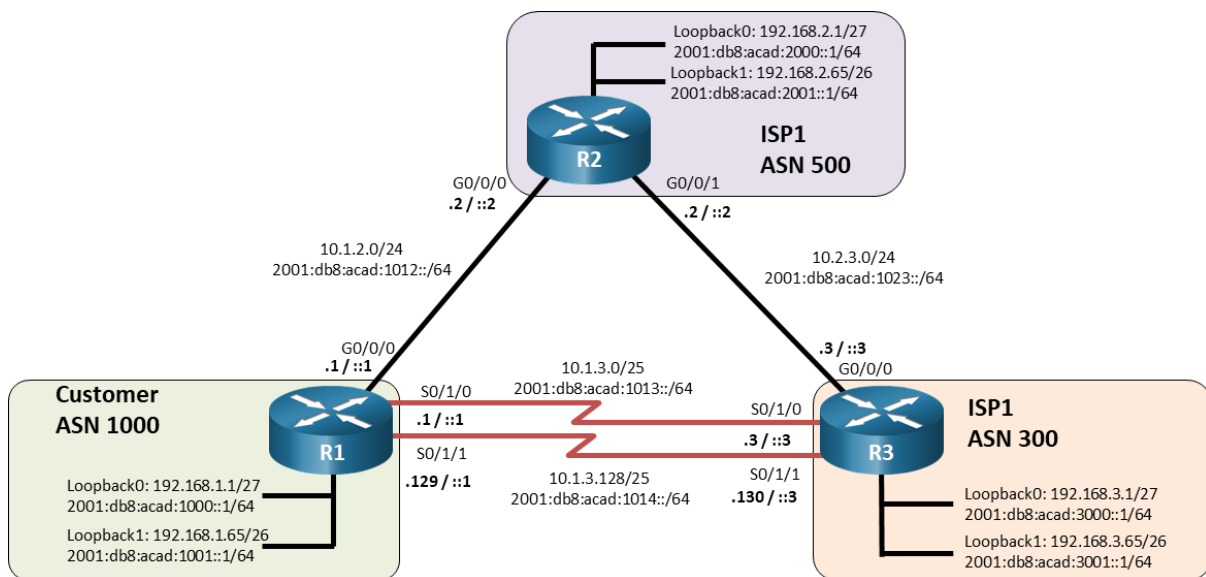 Loopback0: 192.168.2.1/27
2001:db8:acad:2000::1/64
Loopback1: 192.168.2.65/26
2001:db8:acad:2001::1/64
ISP1
ASN 500
R2
G0/0/0
.2 / ::2
G0/0/1
.2 / ::2
10.1.2.0/24
2001:db8:acad:1012::/64
10.2.3.0/24
2001:db8:acad:1023::/64
G0/0/0
.1 / ::1
.3 / ::3
G0/0/0
Customer
ASN 1000
R1
S0/1/0
.1 / ::1
S0/1/1
.129 / ::1
10.1.3.0/25
2001:db8:acad:1013::/64
10.1.3.128/25
2001:db8:acad:1014::/64
S0/1/0
.3 / ::3
S0/1/1
.130 / ::3
R3
ISP1
ASN 300
Loopback0: 192.168.1.1/27
2001:db8:acad:1000::1/64
Loopback1: 192.168.1.65/26
2001:db8:acad:1001::1/64
Loopback0: 192.168.3.1/27
2001:db8:acad:3000::1/64
Loopback1: 192.168.3.65/26
2001:db8:acad:3001::1/64